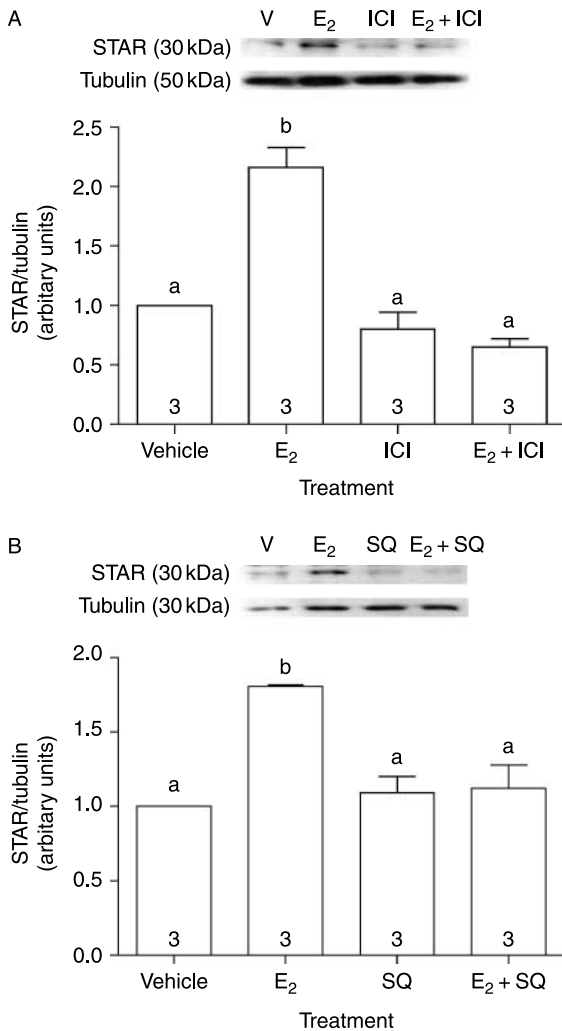 A
V E₂ ICI E₂ + ICI
STAR (30 kDa)
Tubulin (50 kDa)
2.5
2.0
1.5
1.0
0.5
0.0
STAR/tubulin
(arbitary units)
a b a a
3 3 3 3
Vehicle E₂ ICI E₂ + ICI
Treatment
B
V E₂ SQ E₂ + SQ
STAR (30 kDa)
Tubulin (30 kDa)
2.0
1.5
1.0
0.5
0.0
STAR/tubulin
(arbitary units)
a b a a
3 3 3 3
Vehicle E₂ SQ E₂ + SQ
Treatment